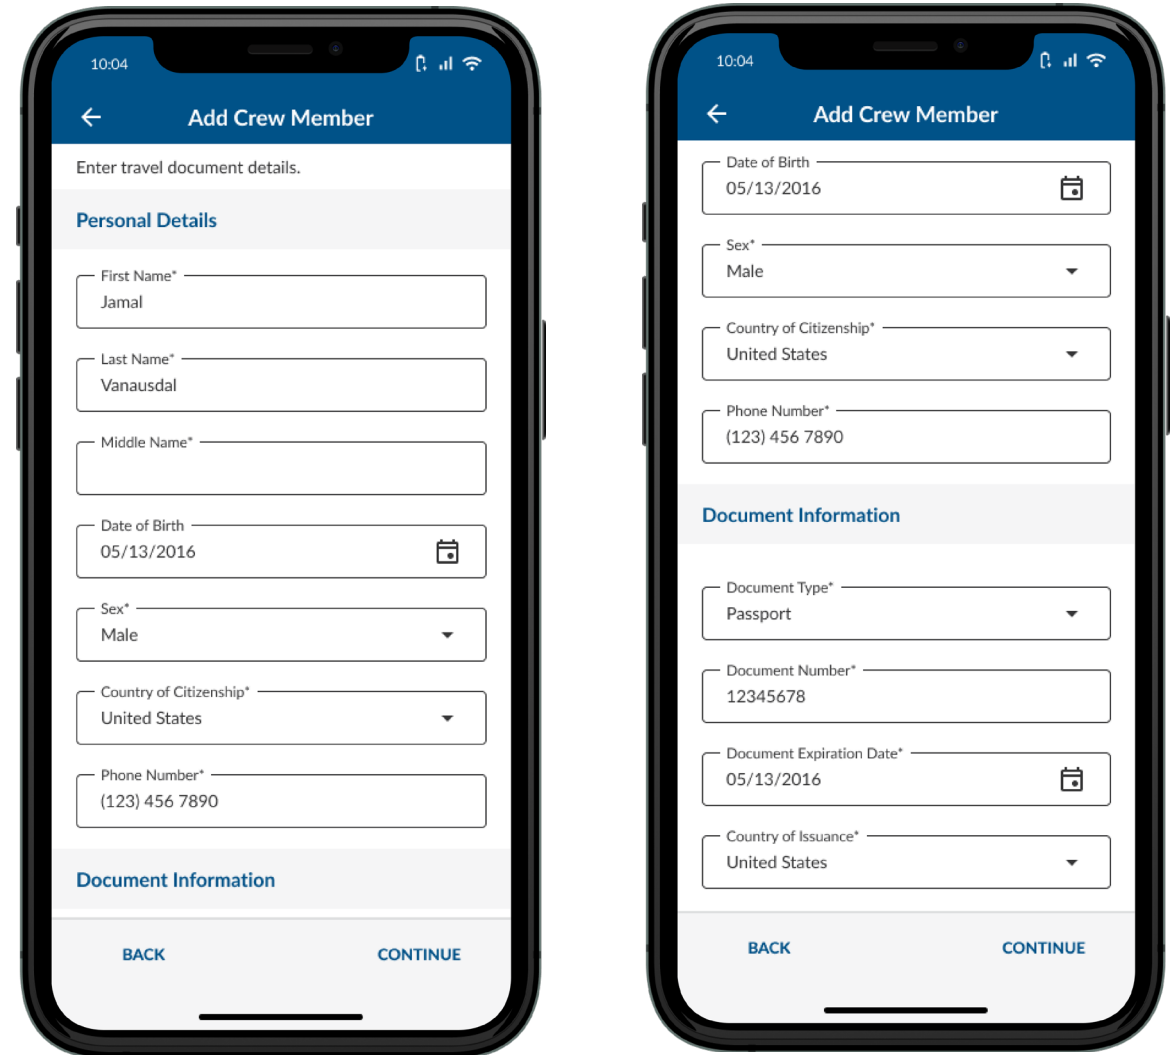 10:04
Add Crew Member
Enter travel document details.
Personal Details
First Name*
Jamal
Last Name*
Vanausdal
Middle Name*
Date of Birth
05/13/2016
Sex*
Male
Country of Citizenship*
United States
Phone Number*
(123) 456 7890
Document Information
BACK CONTINUE
10:04
Add Crew Member
Date of Birth
05/13/2016
Sex*
Male
Country of Citizenship*
United States
Phone Number*
(123) 456 7890
Document Information
Document Type*
Passport
Document Number*
12345678
Document Expiration Date*
05/13/2016
Country of Issuance*
United States
BACK CONTINUE